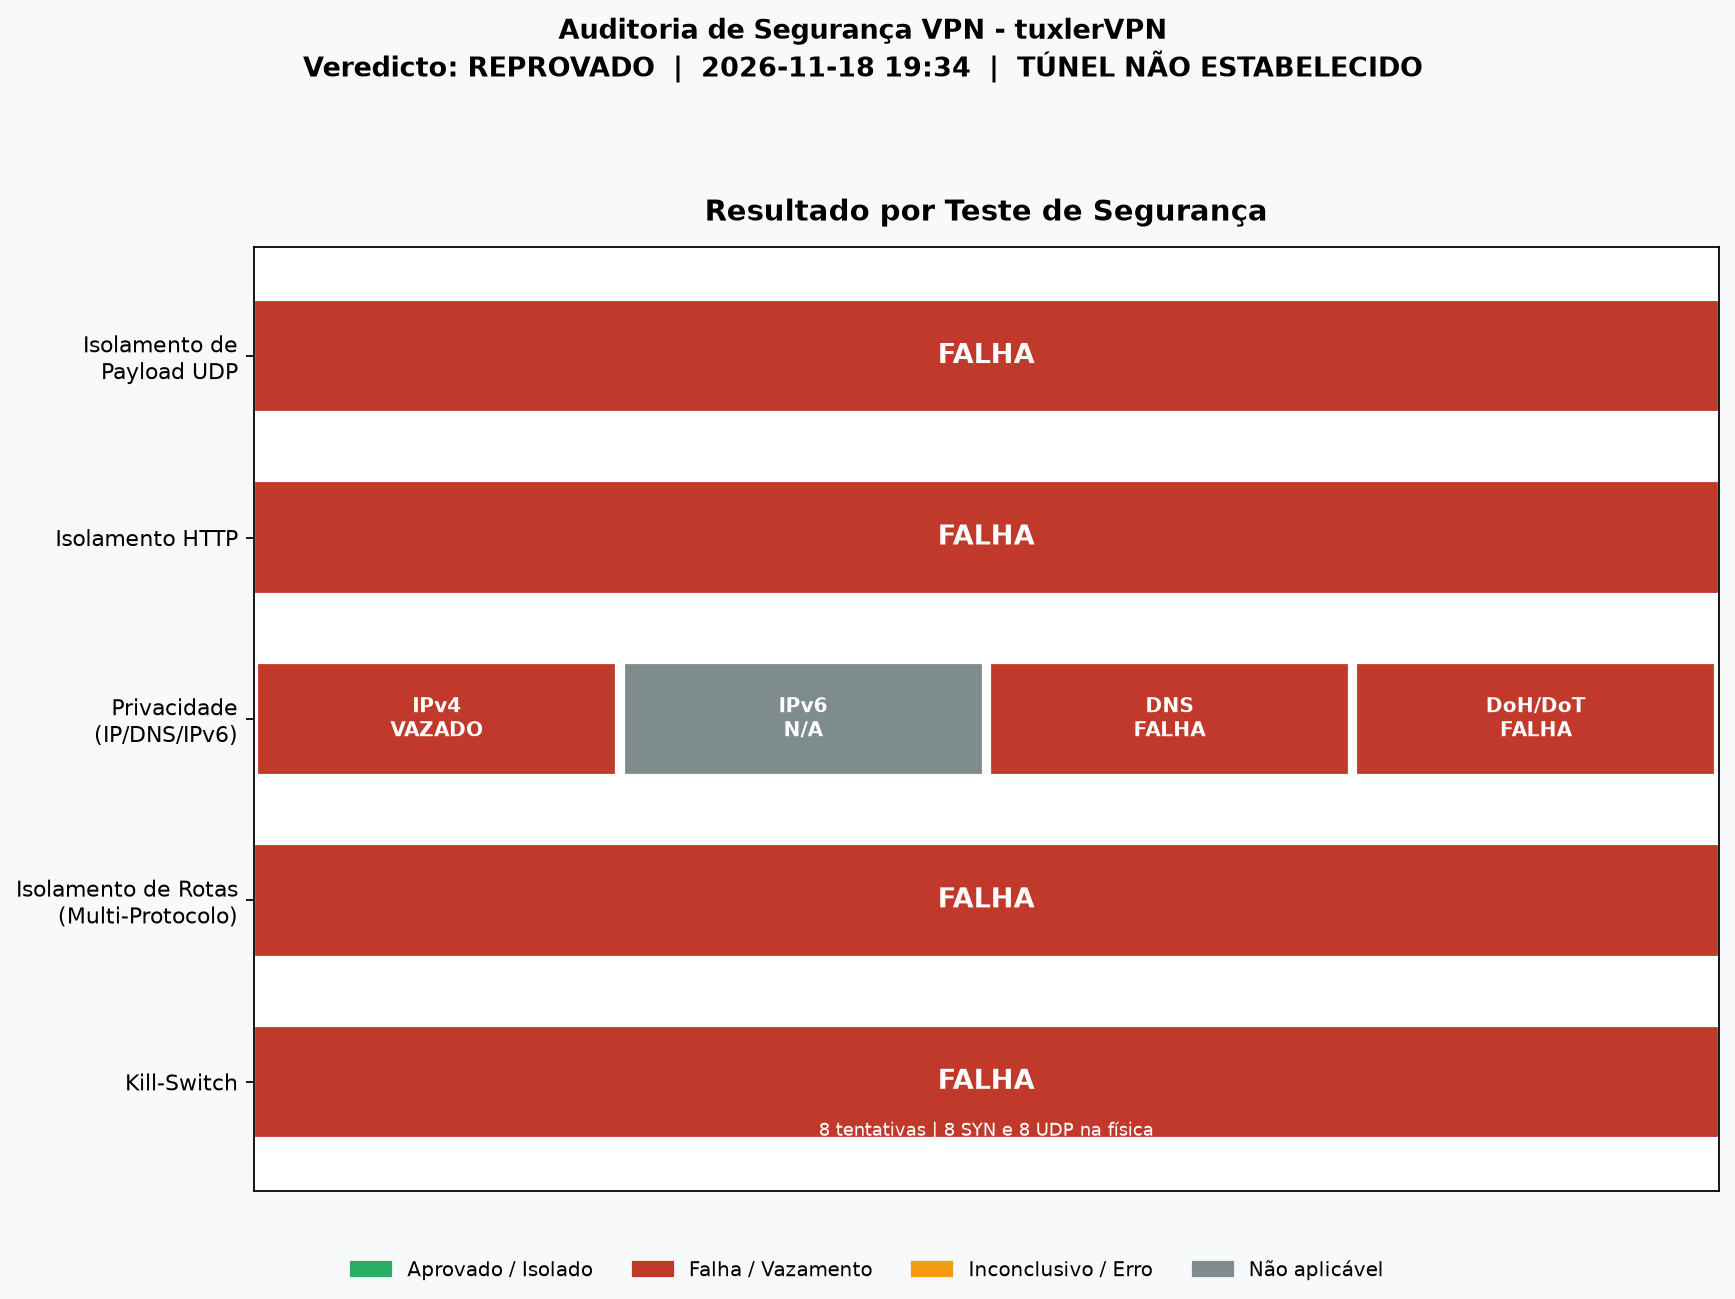 Auditoria de Segurança VPN - tuxlerVPN
Veredicto: REPROVADO | 2026-11-18 19:34 | TÚNEL NÃO ESTABELECIDO
Resultado por Teste de Segurança
Isolamento de
Payload UDP
FALHA
Isolamento HTTP
FALHA
Privacidade
(IP/DNS/IPv6)
IPv4
VAZADO
IPv6
N/A
DNS
FALHA
DoH/DoT
FALHA
Isolamento de Rotas
(Multi-Protocolo)
FALHA
Kill-Switch
FALHA
8 tentativas | 8 SYN e 8 UDP na física
Aprovado / Isolado
Falha / Vazamento
Inconclusivo / Erro
Não aplicável